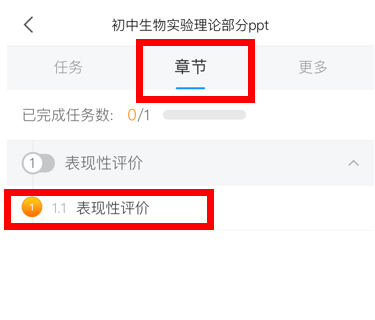 初中生物实验理论部分ppt
任务 章节 更多
已完成任务数: 0/1
1 表现性评价
1 1.1 表现性评价